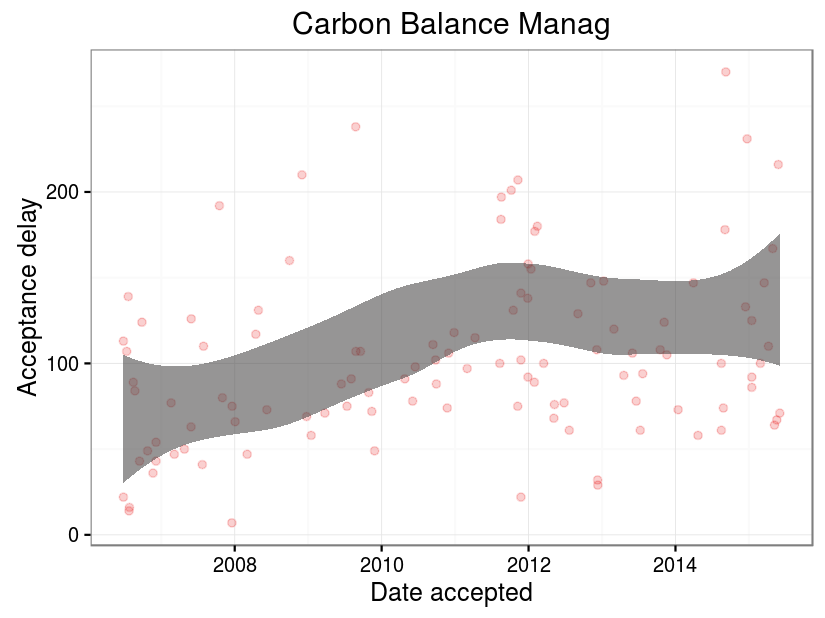 Carbon Balance Manag
Acceptance delay
200
100
0
2008 2010 2012 2014
Date accepted